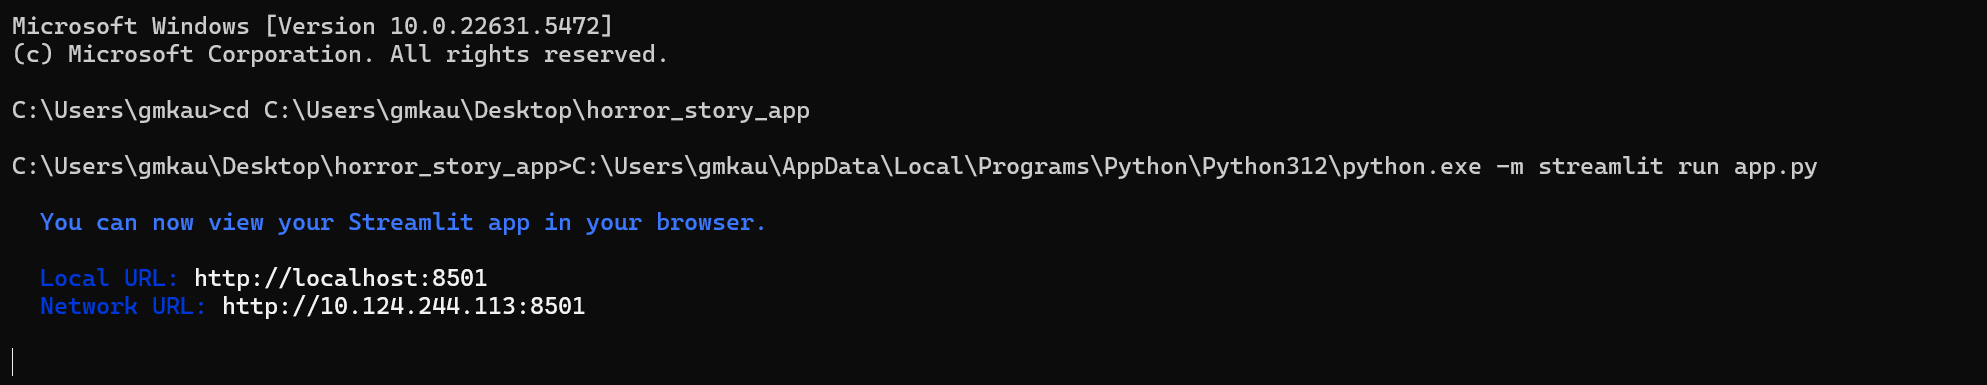 Microsoft Windows [Version 10.0.22631.5472]
(c) Microsoft Corporation. All rights reserved.
C:\Users\gmkau>cd C:\Users\gmkau\Desktop\horror_story_app
C:\Users\gmkau\Desktop\horror_story_app>C:\Users\gmkau\AppData\Local\Programs\Python\Python312\python.exe -m streamlit run app.py
You can now view your Streamlit app in your browser.
Local URL: http://localhost:8501
Network URL: http://10.124.244.113:8501